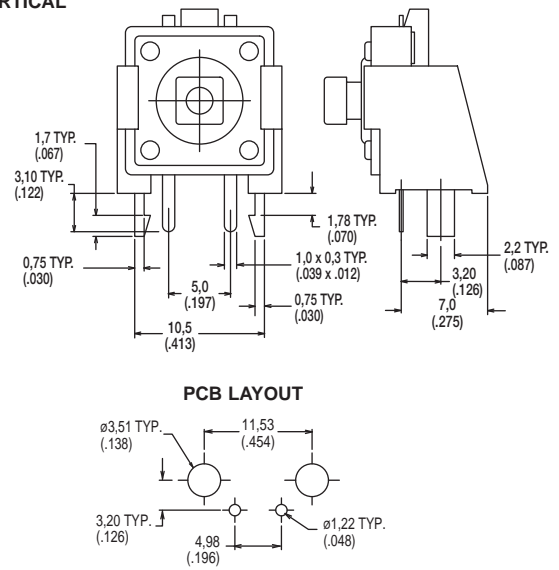 RTICAL
1,7 TYP.
(.067)
3,10 TYP.
(.122)
0,75 TYP.
(.030)
5,0
(.197)
10,5
(.413)
1,78 TYP.
(.070)
1,0 x 0,3 TYP.
(.039 x .012)
0,75 TYP.
(.030)
2,2 TYP.
(.087)
3,20
(.126)
7,0
(.275)
PCB LAYOUT
ø3,51 TYP.
(.138)
11,53
(.454)
3,20 TYP.
(.126)
4,98
(.196)
ø1,22 TYP.
(.048)